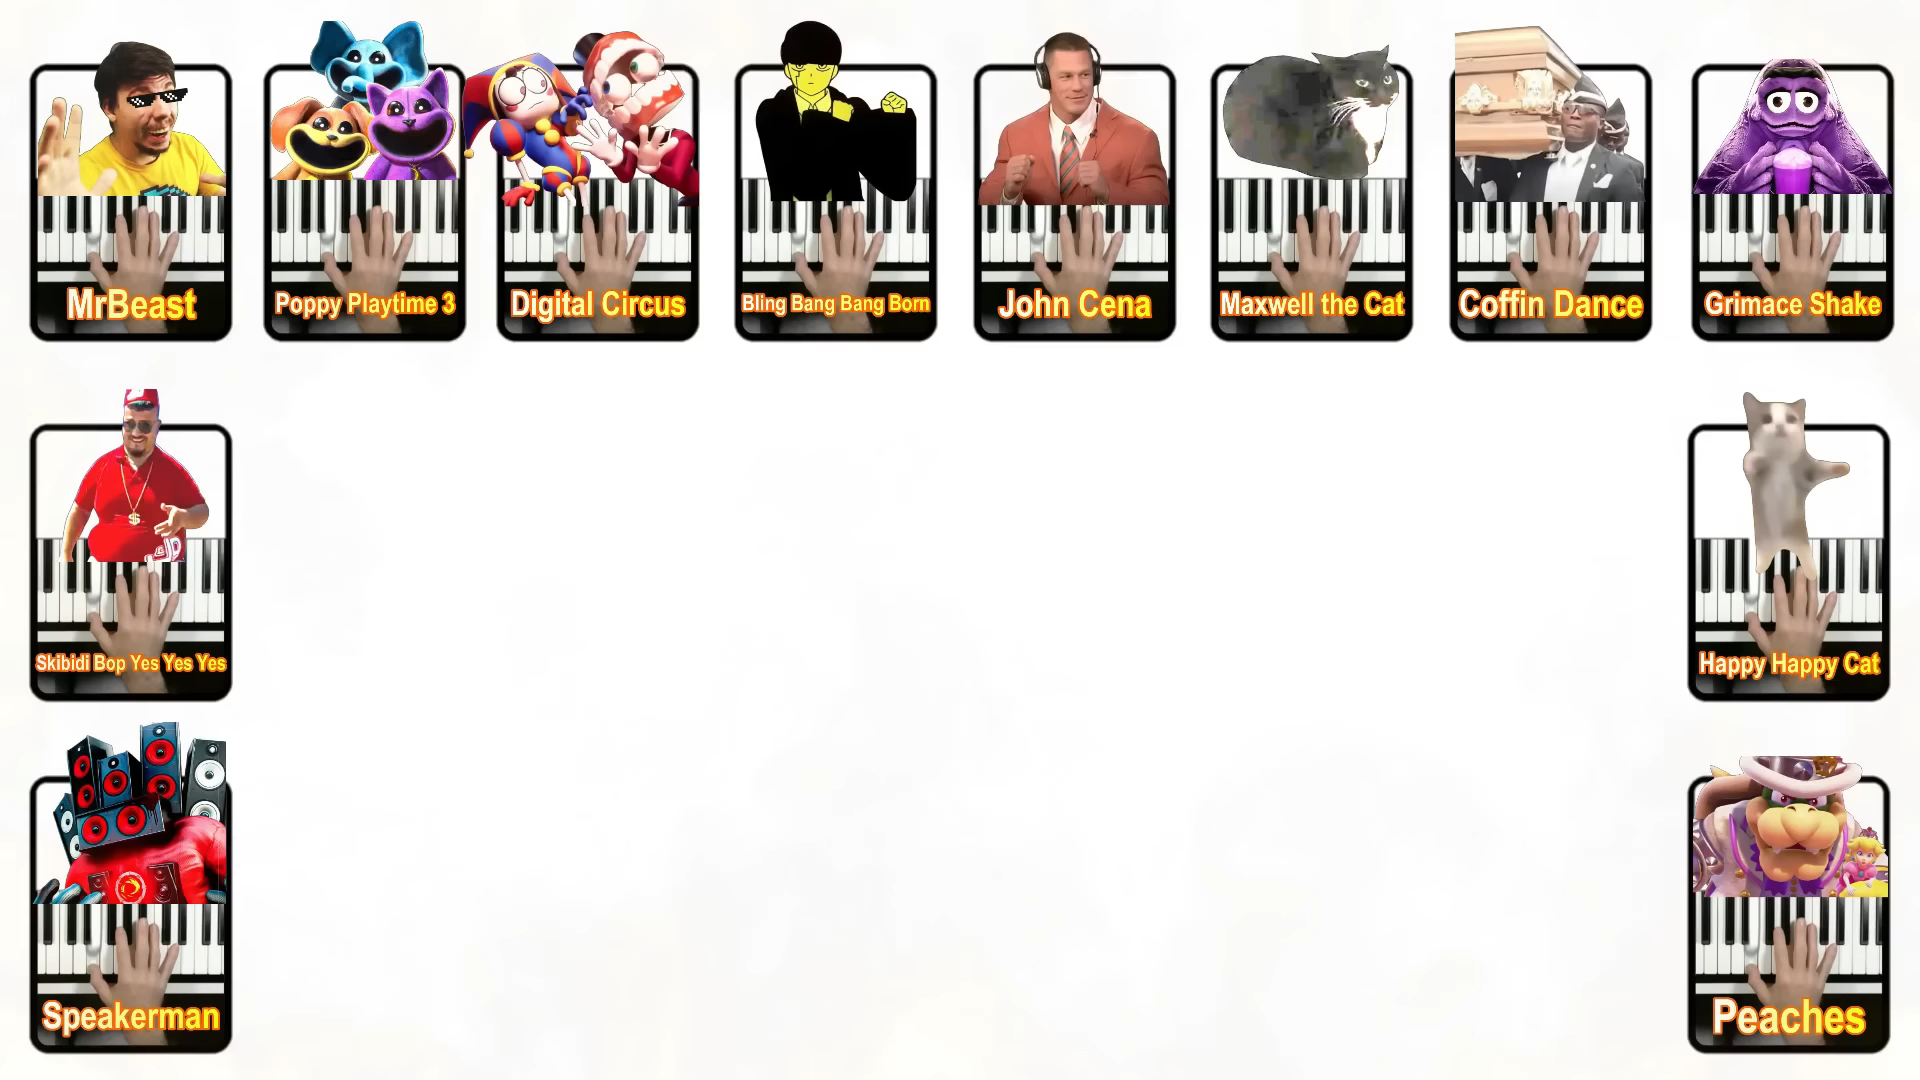 MrBeast
Poppy Playtime 3
Digital Circus
Bling Bang Bang Born
John Cena
Maxwell the Cat
Coffin Dance
Grimace Shake
Skibidi Bop Yes Yes Yes
Happy Happy Cat
Speakerman
Peaches